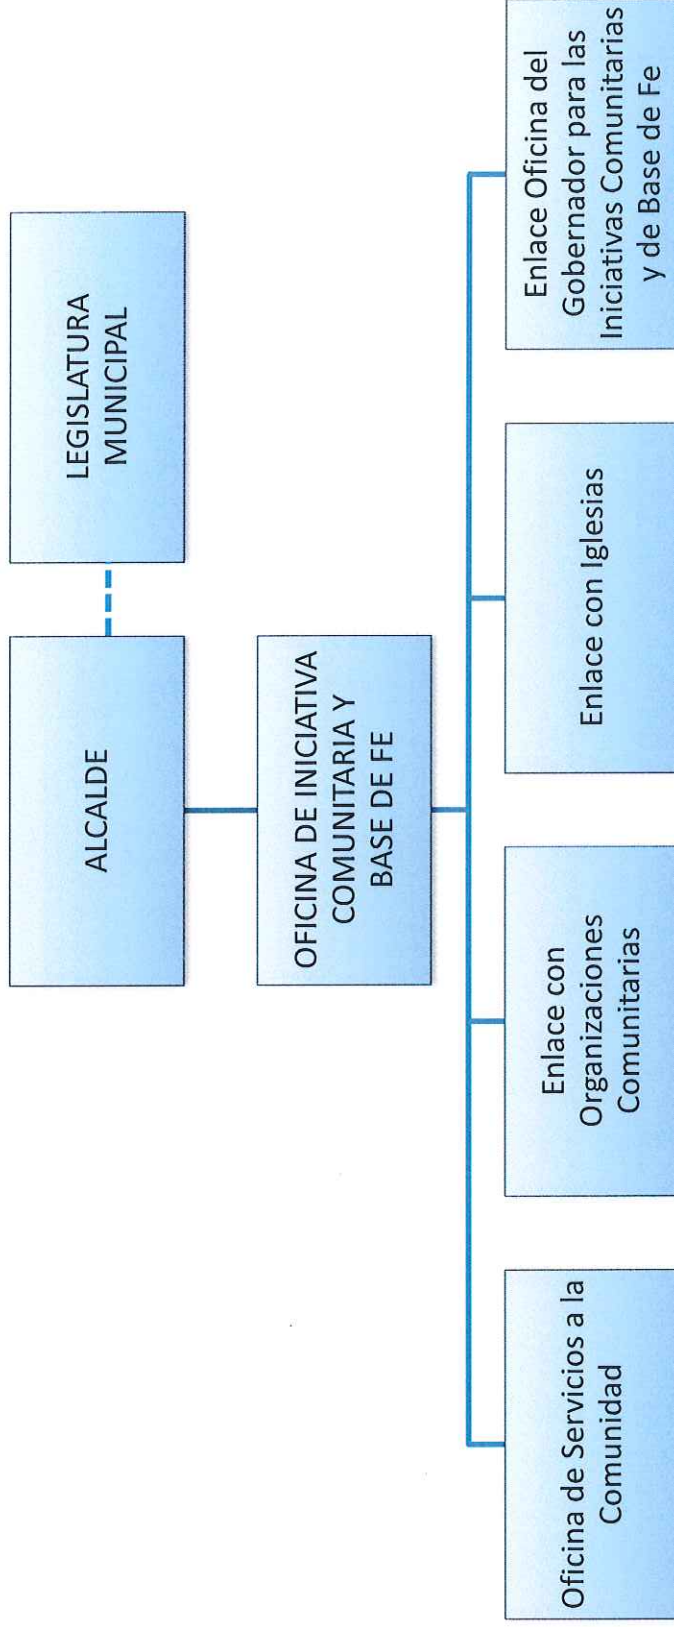 ALCALDE
LEGISLATURA
MUNICIPAL
OFICINA DE INICIATIVA
COMUNITARIA Y
BASE DE FE
Oficina de Servicios a la
Comunidad
Enlace con
Organizaciones
Comunitarias
Enlace con Iglesias
Enlace Oficina del
Gobernador para las
Iniciativas Comunitarias
y de Base de Fe